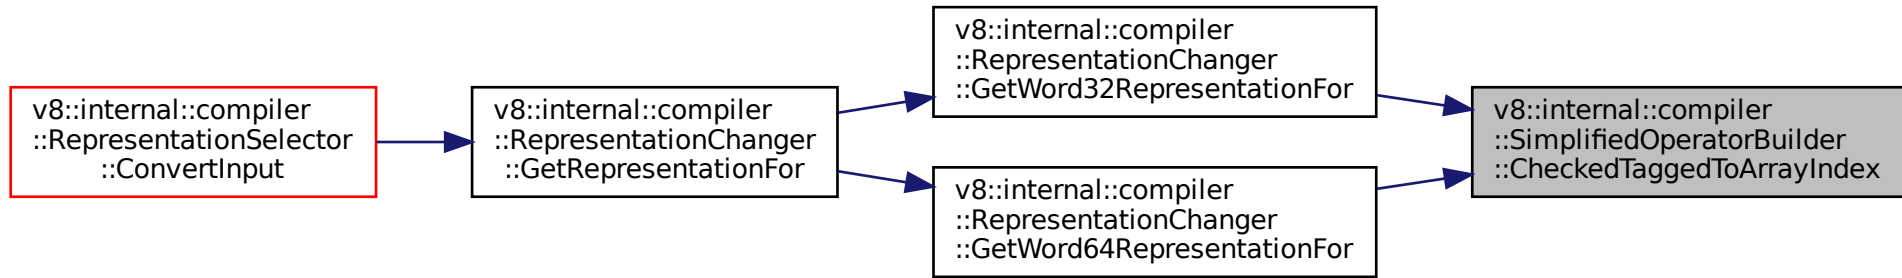 v8::internal::compiler
::RepresentationSelector
::ConvertInput
v8::internal::compiler
::RepresentationChanger
::GetRepresentationFor
v8::internal::compiler
::RepresentationChanger
::GetWord32RepresentationFor
v8::internal::compiler
::RepresentationChanger
::GetWord64RepresentationFor
v8::internal::compiler
::SimplifiedOperatorBuilder
::CheckedTaggedToArrayIndex